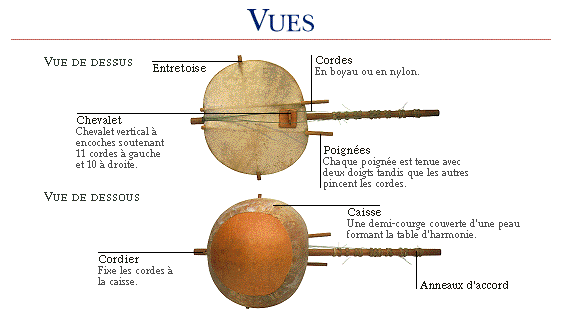 VUES
VUE DE DESSUS
Entretoise
Cordes
En boyau ou en nylon.
Chevalet
Chevalet vertical à
encoches soutenant
11 cordes à gauche
et 10 à droite.
Poignées
Chaque poignée est tenue avec
deux doigts tandis que les autres
pincent les cordes.
VUE DE DESSOUS
Caisse
Une demi-courge couverte d'une peau
formant la table d'harmonie.
Cordier
Fixe les cordes à
la caisse.
Anneaux d'accord